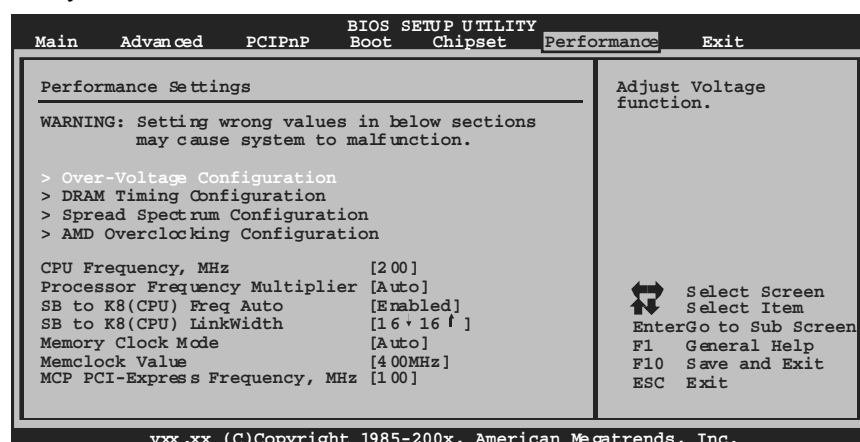 BIOS SETUP UTILITY
Main Advanced PCIPnP Boot Chipset Performance Exit
Performance Settings
WARNING: Setting wrong values in below sections
may cause system to malfunction.
> Over-Voltage Configuration
> DRAM Timing Configuration
> Spread Spectrum Configuration
> AMD Overclocking Configuration
CPU Frequency, MHz [200]
Processor Frequency Multiplier [Auto]
SB to K8(CPU) Freq Auto [Enabled]
SB to K8(CPU) LinkWidth [16↓16↑]
Memory Clock Mode [Auto]
Memclock Value [400MHz]
MCP PCI-Express Frequency, MHz [100]
Adjust Voltage
function.
Select Screen
Select Item
Enter Go to Sub Screen
F1 General Help
F10 Save and Exit
ESC Exit
vxx.xx (C)Copyright 1985-200x, American Megatrends, Inc.